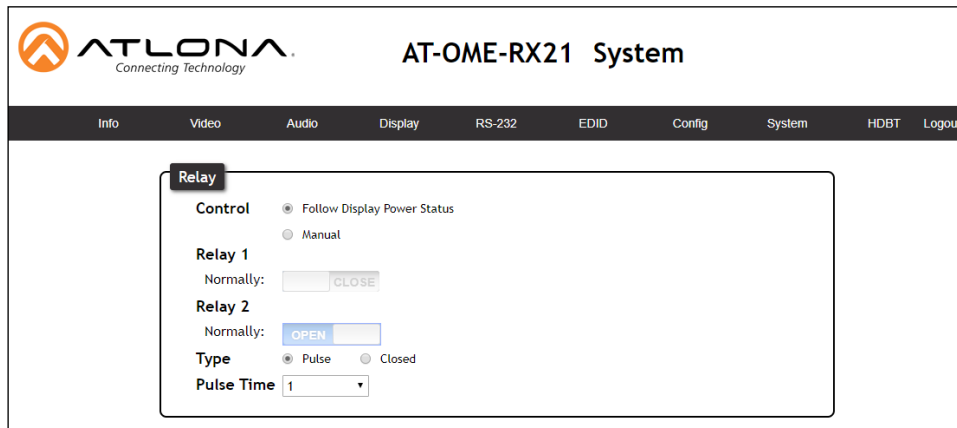 ATLONA.
Connecting Technology
AT-OME-RX21 System
Info Video Audio Display RS-232 EDID Config System HDBT Logou
Relay
Control Follow Display Power Status
Manual
Relay 1
Normally: CLOSE
Relay 2
Normally: OPEN
Type Pulse Closed
Pulse Time 1